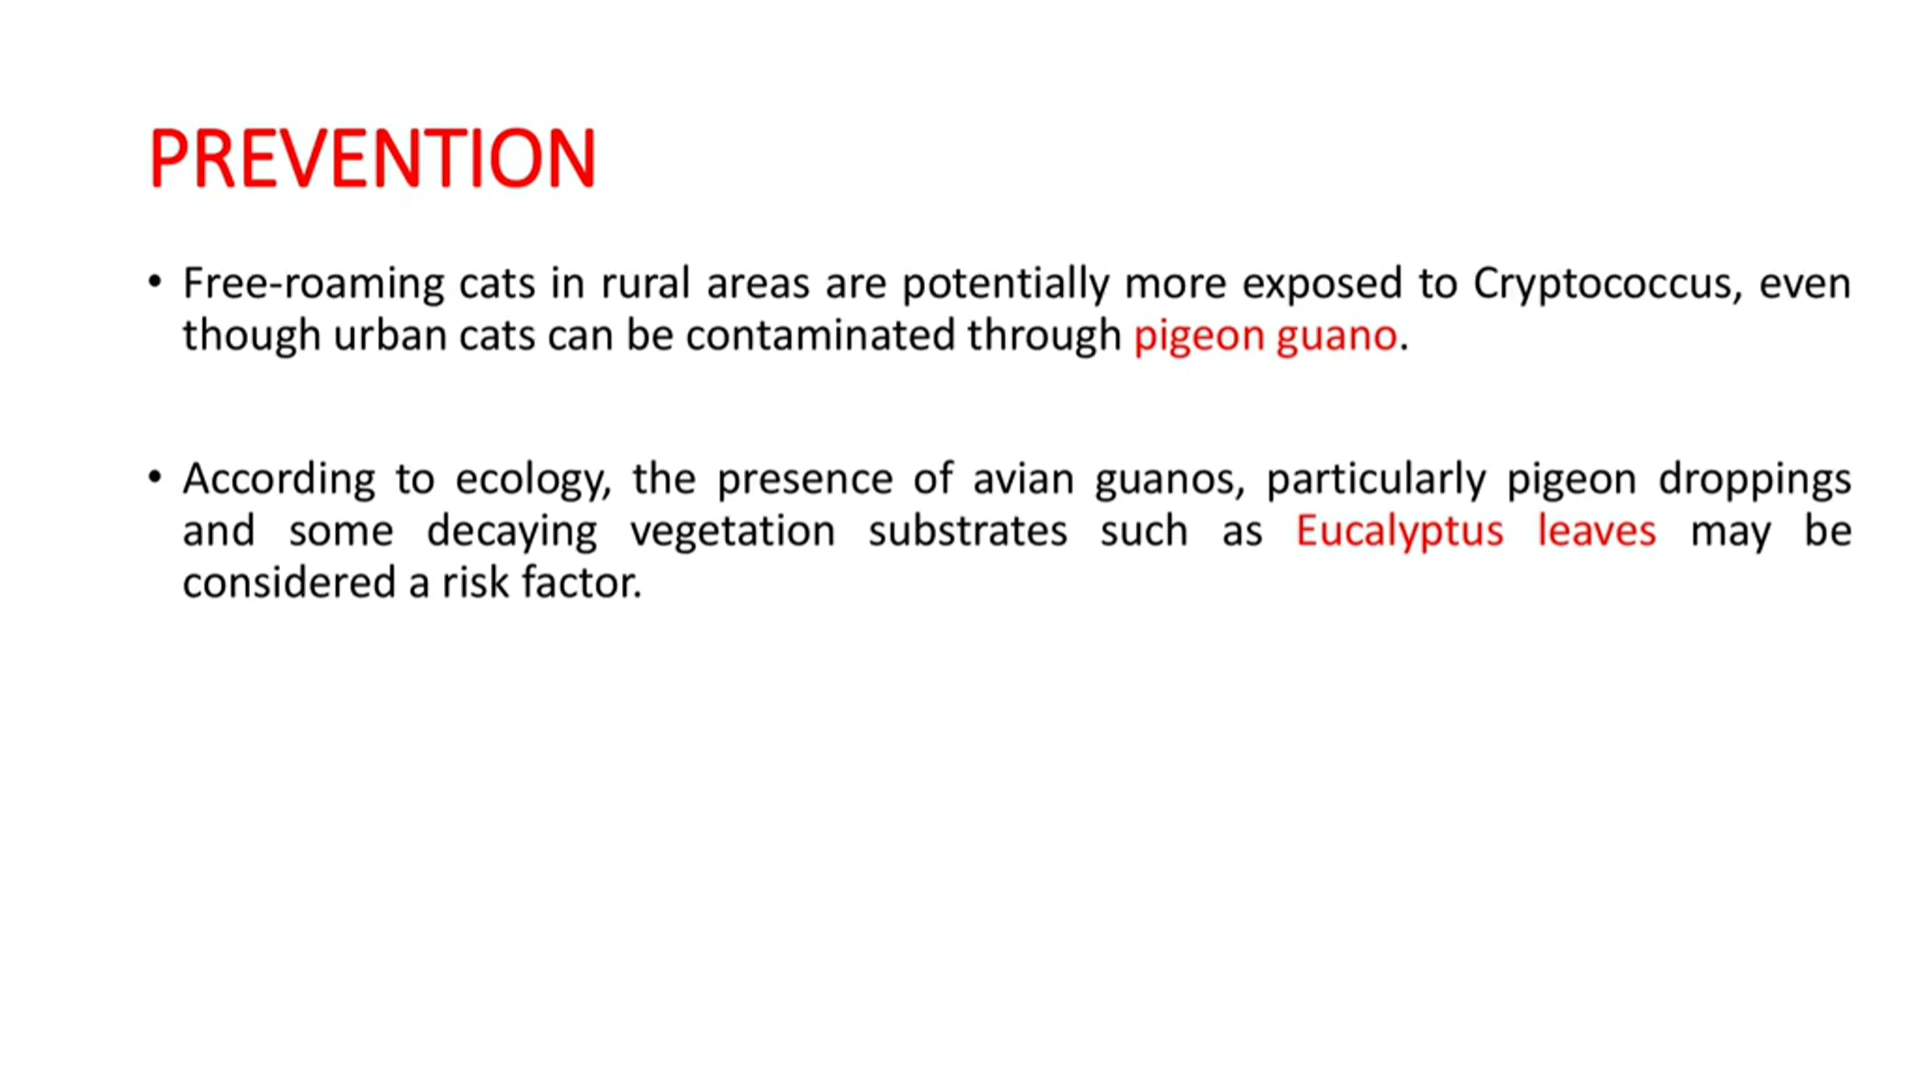 PREVENTION
• Free-roaming cats in rural areas are potentially more exposed to Cryptococcus, even
though urban cats can be contaminated through pigeon guano.
• According to ecology, the presence of avian guanos, particularly pigeon droppings
and some decaying vegetation substrates such as Eucalyptus leaves may be
considered a risk factor.